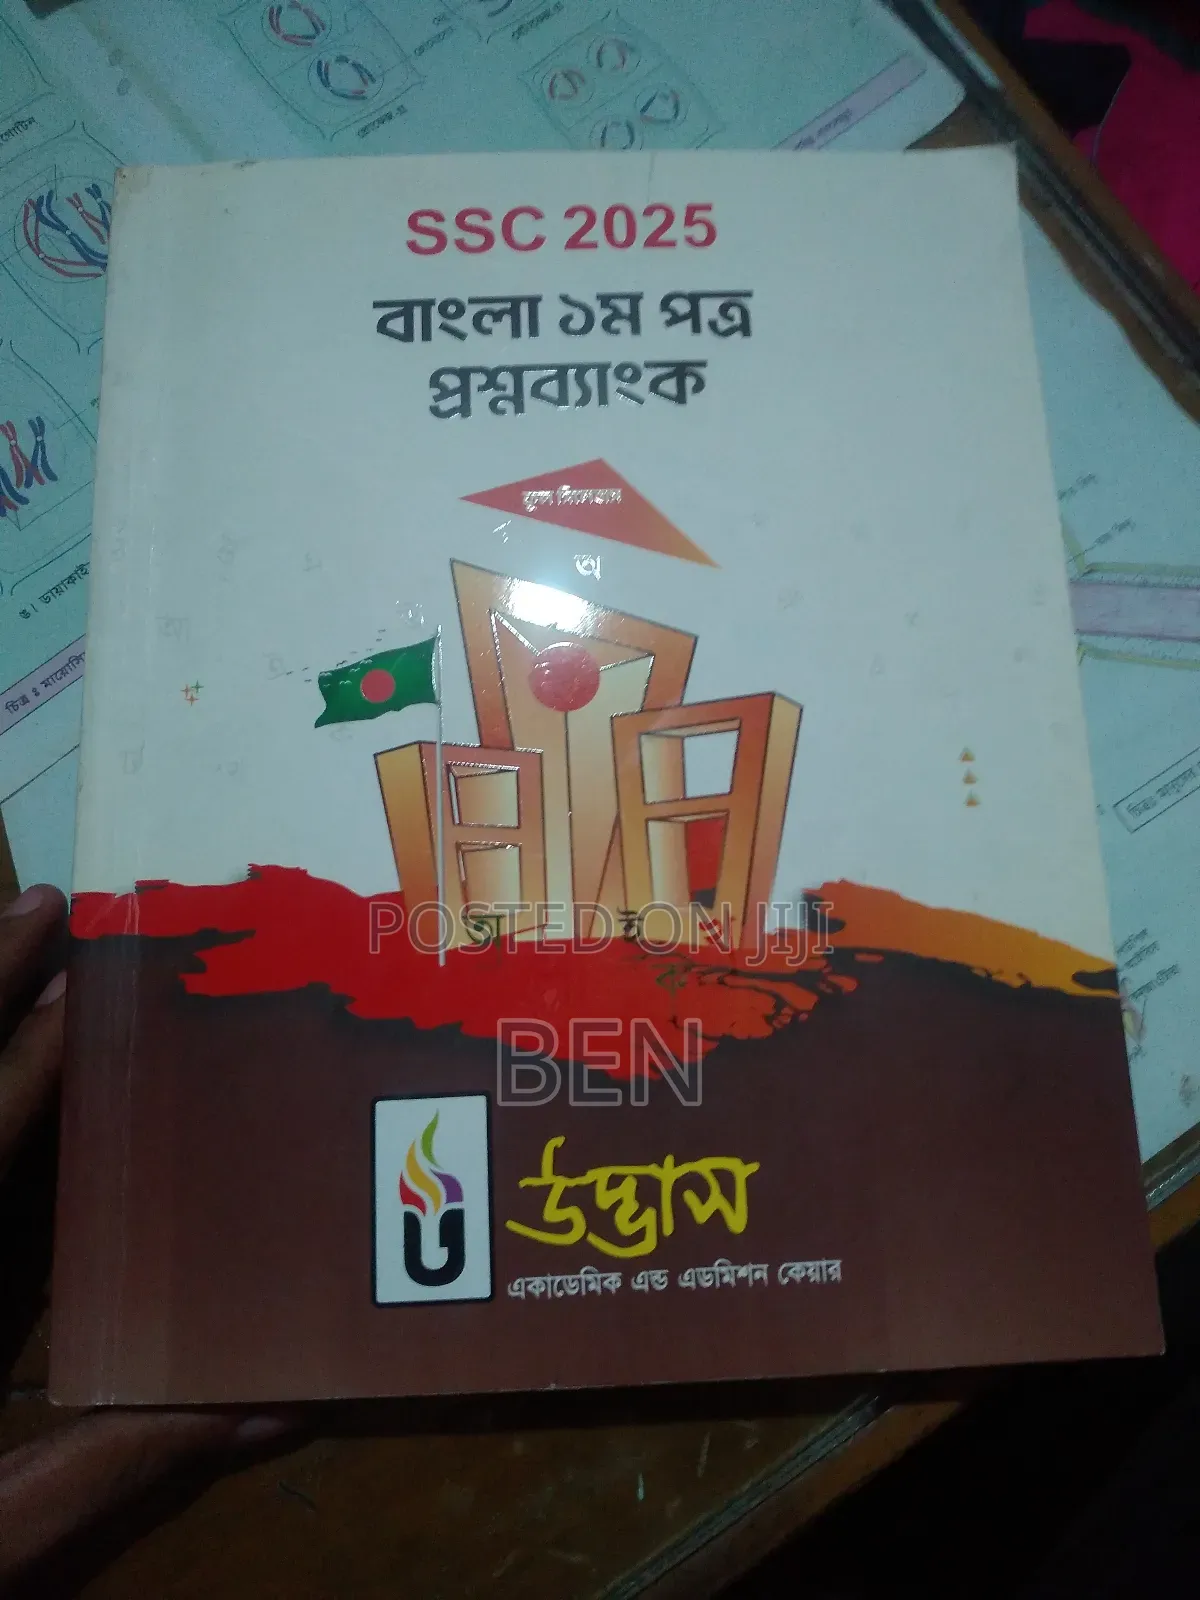 SSC 2025
বাংলা ১ম পত্র
প্রশ্নব্যাংক
অ
অ
ক
POSTED ON JIJI
BEN
উদ্ভাস
একাডেমিক এন্ড এডমিশন কেয়ার
ঙ। ডায়াকাই